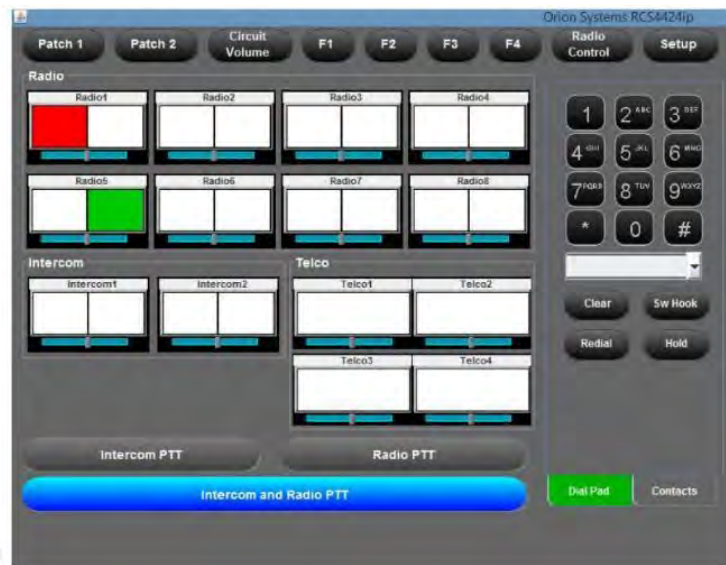 Orion Systems RCS4424ip
Patch 1 Patch 2 Circuit Volume F1 F2 F3 F4 Radio Control Setup
Radio
Radio1 Radio2 Radio3 Radio4
Radio5 Radio6 Radio7 Radio8
Intercom
Intercom1 Intercom2
Telco
Telco1 Telco2
Telco3 Telco4
Intercom PTT Radio PTT
Intercom and Radio PTT
1 2 ABC 3 DEF
4 GHI 5 JKL 6 MNO
7 PQRS 8 TUV 9 WXYZ
* 0 #
Clear Sw Hook
Redial Hold
Dial Pad Contacts